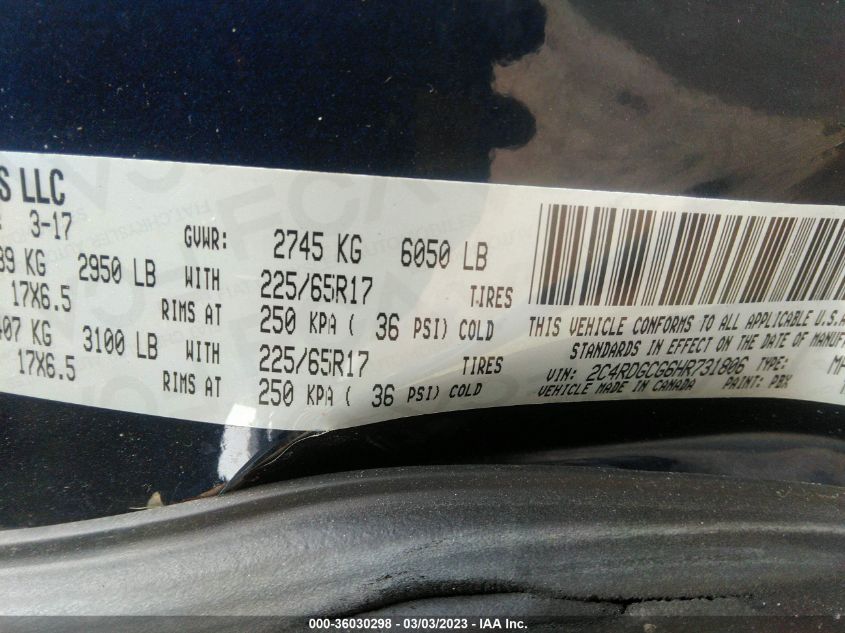 S LLC
3-17
GVWR: 2745 KG 6050 LB
39 KG 2950 LB WITH 225/65R17 TIRES
17X6.5 RIMS AT 250 KPA ( 36 PSI) COLD
407 KG 3100 LB WITH 225/65R17 TIRES
17X6.5 RIMS AT 250 KPA ( 36 PSI) COLD
THIS VEHICLE CONFORMS TO ALL APPLICABLE U.S.A
STANDARDS IN EFFECT ON THE DATE OF MANUF
VIN: 2C4RDGCG6HR731806 TYPE: MP
VEHICLE MADE IN CANADA PAINT: PBX
000-36030298 - 03/03/2023 - IAA Inc.